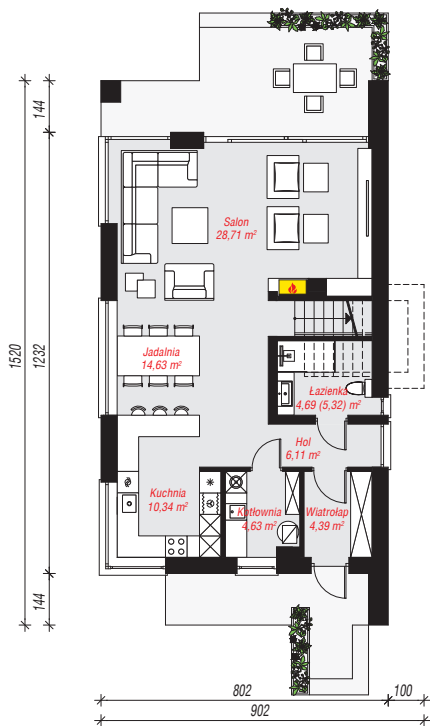 144
Salon
28,71 m²
1520
1232
Jadalnia
14,63 m²
Łazienka
4,69 (5,32) m²
Hol
6,11 m²
Kuchnia
10,34 m²
Kotłownia
4,63 m²
Wiatrołap
4,39 m²
144
802
100
902